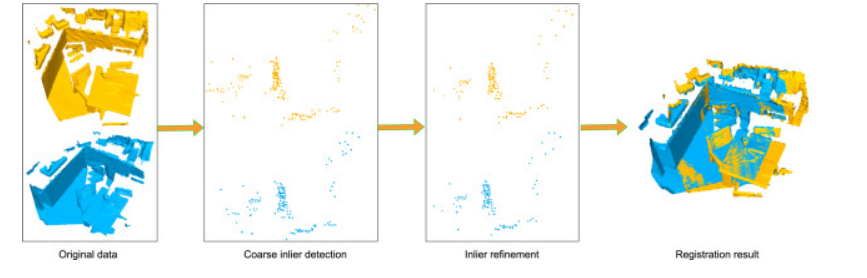 Original data
Coarse inlier detection
Inlier refinement
Registration result